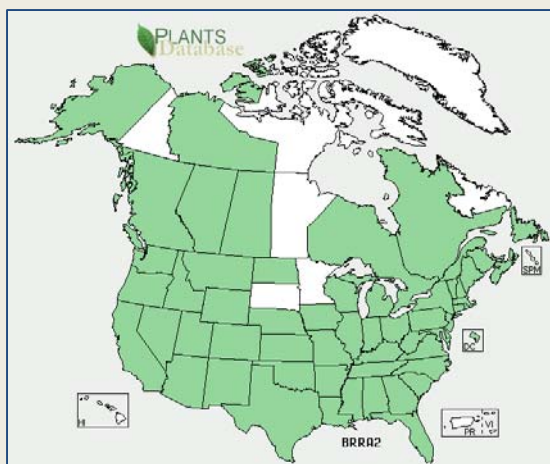 PLANTS
Database
SPM
DC
HI
PR
VI
BRRA2